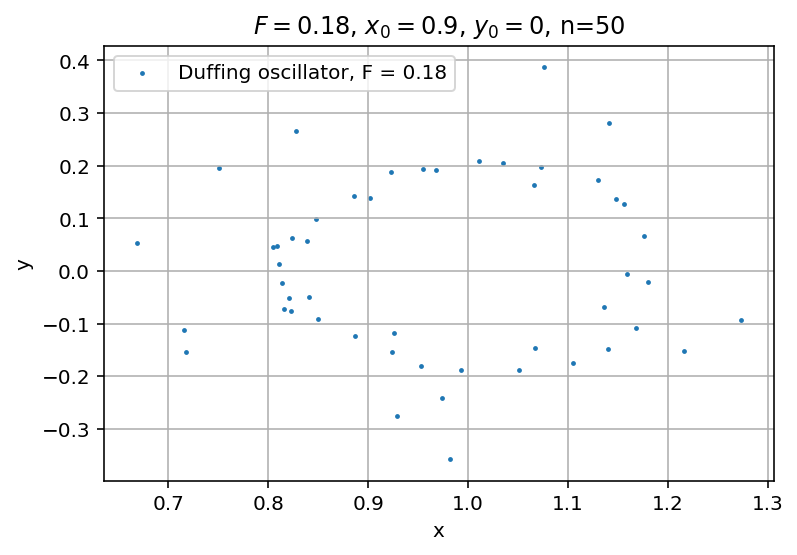 F = 0.18, x₀ = 0.9, y₀ = 0, n=50
Duffing oscillator, F = 0.18
0.4
0.3
0.2
0.1
0.0
−0.1
−0.2
−0.3
y
0.7 0.8 0.9 1.0 1.1 1.2 1.3
x